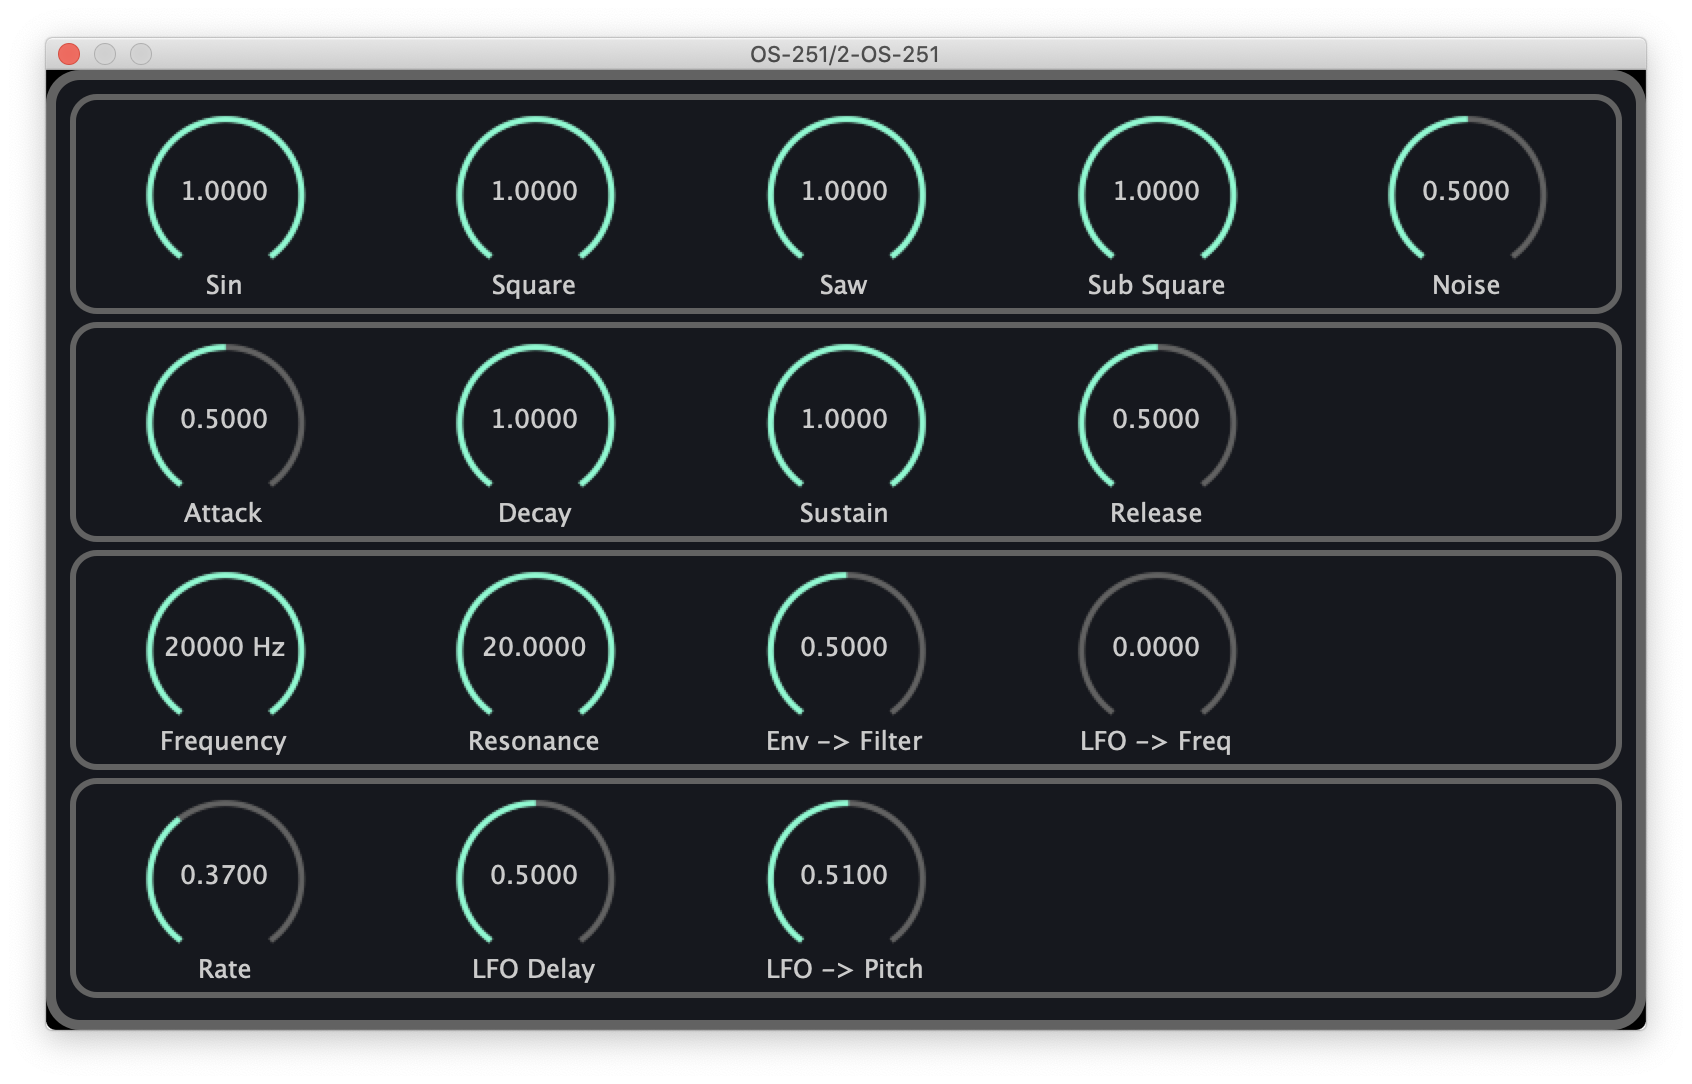 OS-251/2-OS-251
1.0000 1.0000 1.0000 1.0000 0.5000
Sin Square Saw Sub Square Noise
0.5000 1.0000 1.0000 0.5000
Attack Decay Sustain Release
20000 Hz 20.0000 0.5000 0.0000
Frequency Resonance Env -> Filter LFO -> Freq
0.3700 0.5000 0.5100
Rate LFO Delay LFO -> Pitch